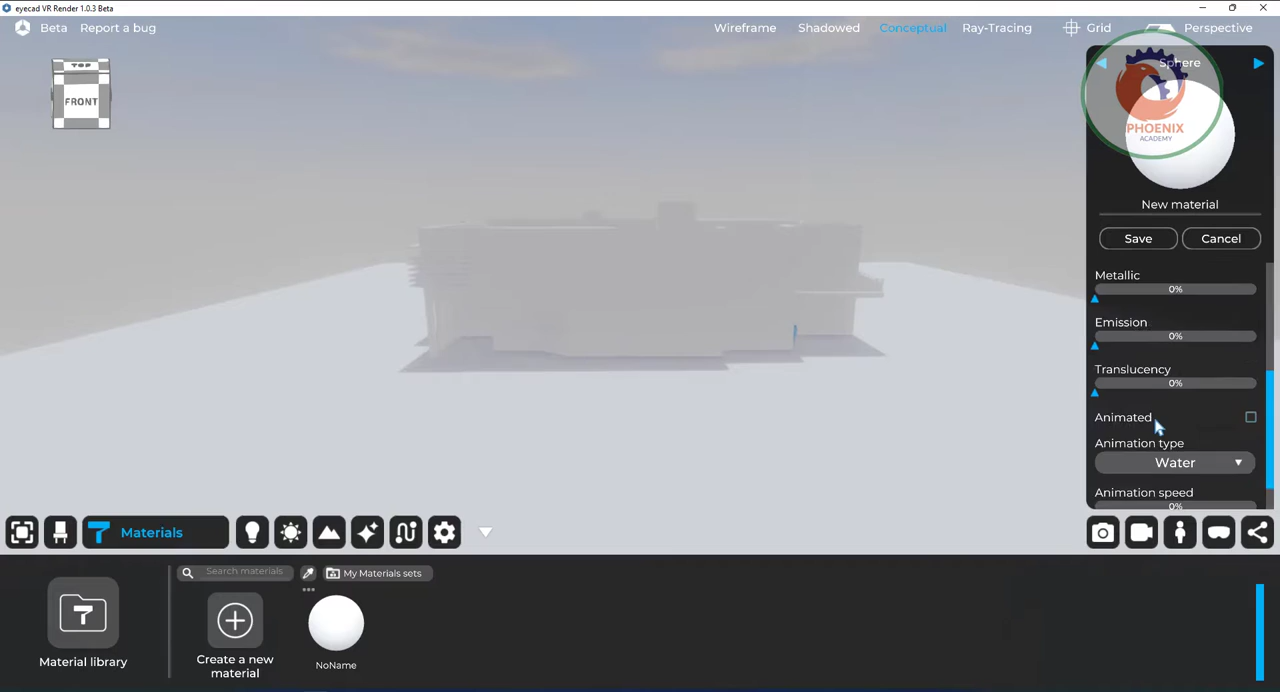 eyecad VR Render 1.0.3 Beta
Beta Report a bug
Wireframe Shadowed Conceptual Ray-Tracing Grid Perspective
TOP
FRONT
Sphere
PHOENIX
ACADEMY
New material
Save Cancel
Metallic
0%
Emission
0%
Translucency
0%
Animated
Animation type
Water
Animation speed
0%
Materials
Search materials
My Materials sets
Material library
Create a new
material
NoName